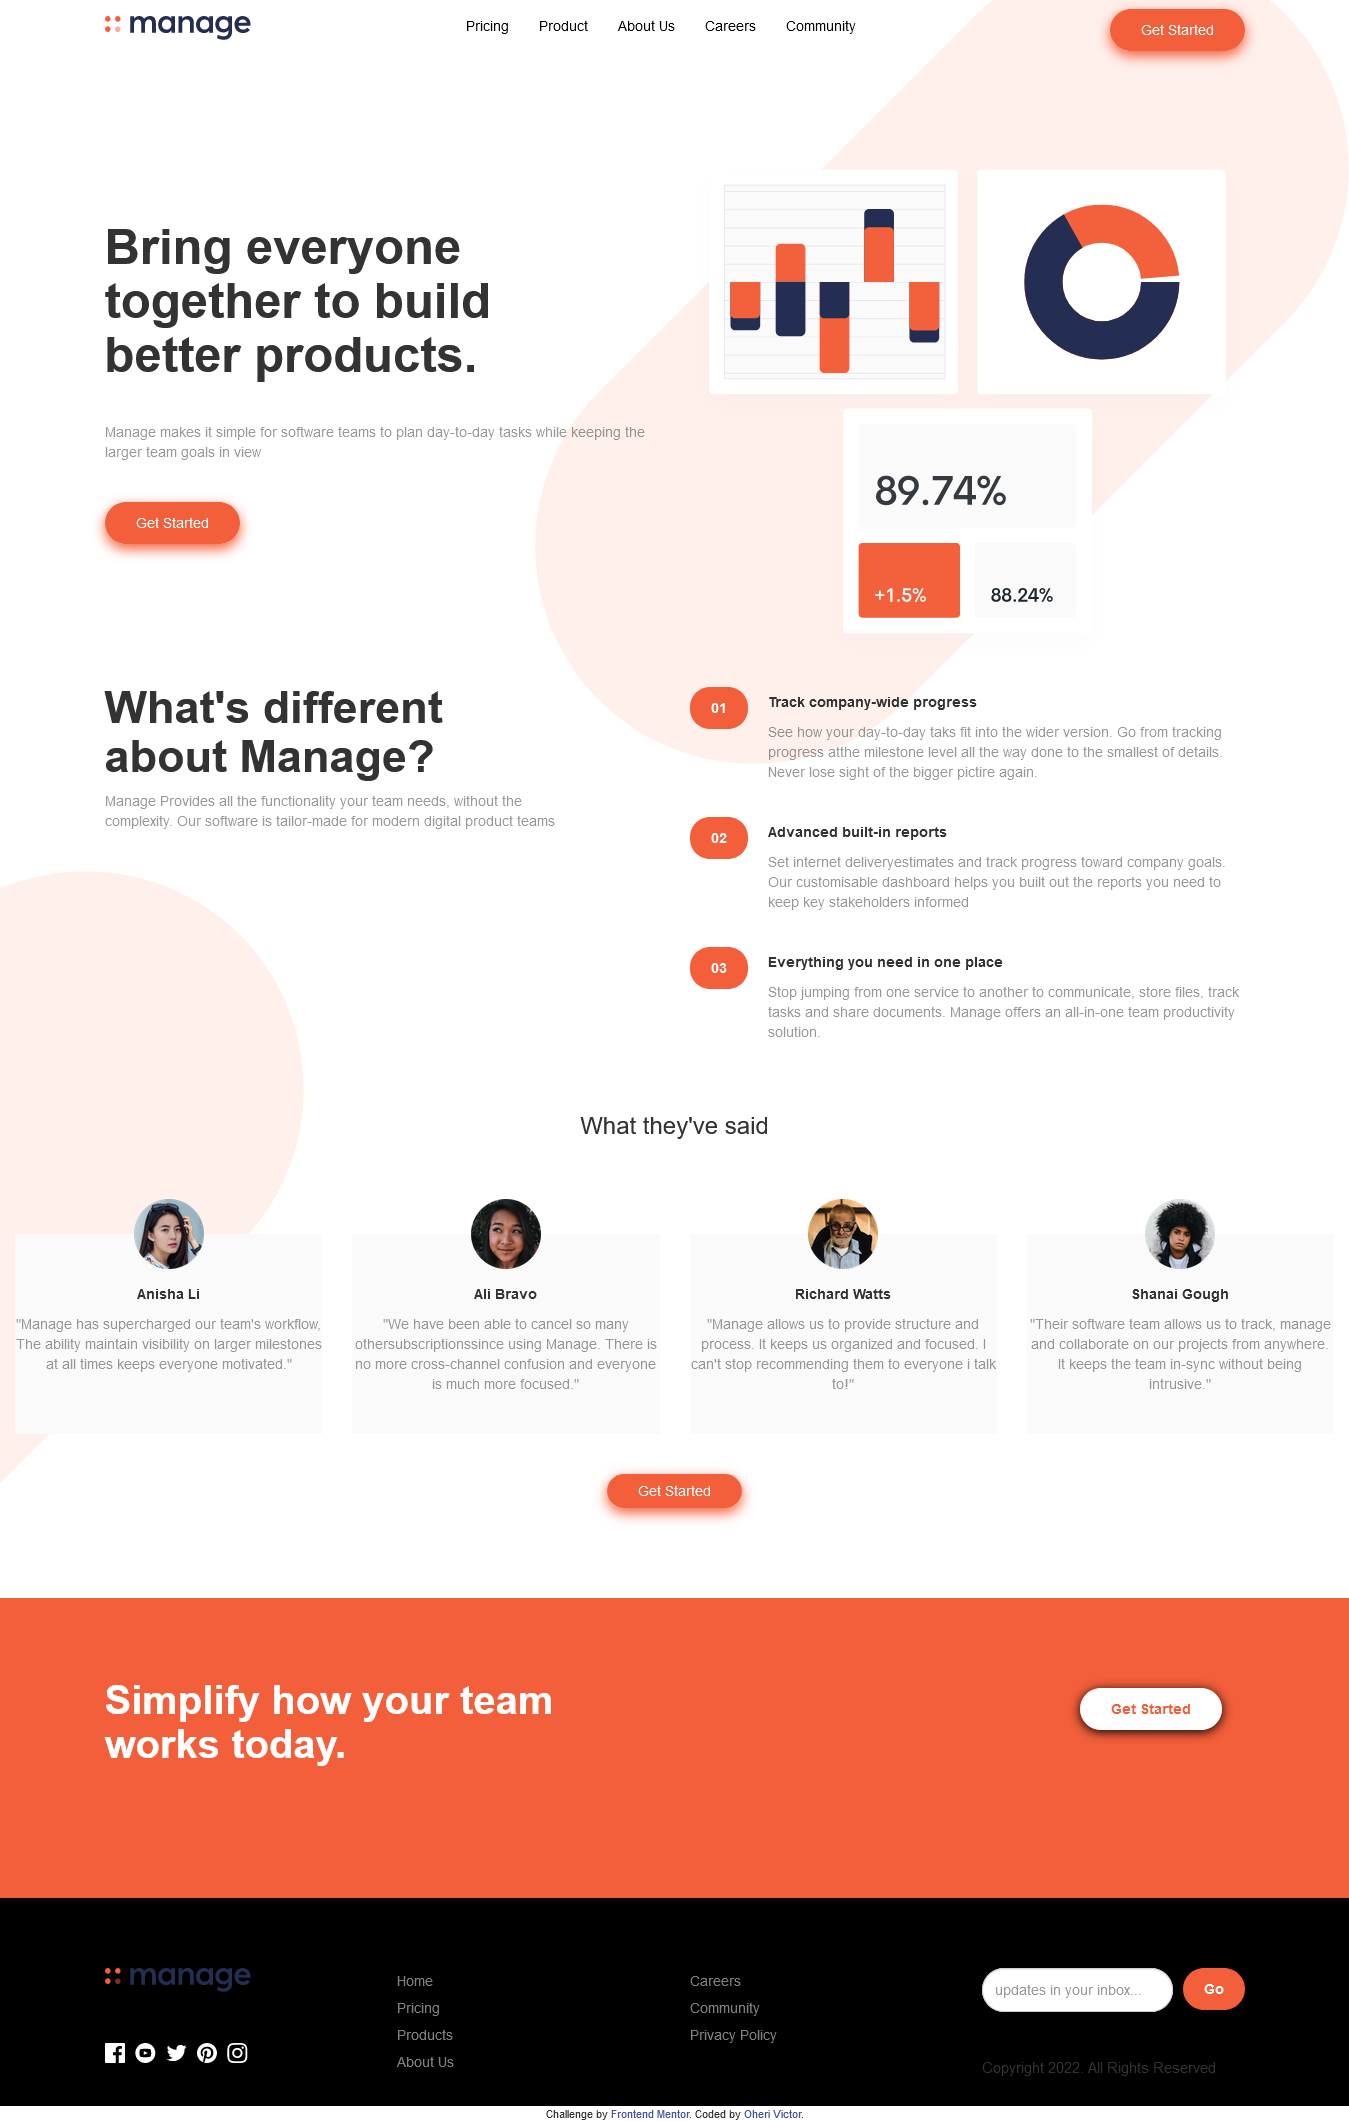 manage
Pricing
Product
About Us
Careers
Community
Get Started
Bring everyone
together to build
better products.
Manage makes it simple for software teams to plan day-to-day tasks while keeping the
larger team goals in view
Get Started
89.74%
+1.5%
88.24%
What's different
about Manage?
Manage Provides all the functionality your team needs, without the
complexity. Our software is tailor-made for modern digital product teams
01
Track company-wide progress
See how your day-to-day taks fit into the wider version. Go from tracking
progress atthe milestone level all the way done to the smallest of details.
Never lose sight of the bigger pictire again.
02
Advanced built-in reports
Set internet deliveryestimates and track progress toward company goals.
Our customisable dashboard helps you built out the reports you need to
keep key stakeholders informed
03
Everything you need in one place
Stop jumping from one service to another to communicate, store files, track
tasks and share documents. Manage offers an all-in-one team productivity
solution.
What they've said
Anisha Li
"Manage has supercharged our team's workflow,
The ability maintain visibility on larger milestones
at all times keeps everyone motivated."
Ali Bravo
"We have been able to cancel so many
othersubscriptionssince using Manage. There is
no more cross-channel confusion and everyone
is much more focused."
Richard Watts
"Manage allows us to provide structure and
process. It keeps us organized and focused. I
can't stop recommending them to everyone i talk
to!"
Shanai Gough
"Their software team allows us to track, manage
and collaborate on our projects from anywhere.
It keeps the team in-sync without being
intrusive."
Get Started
Simplify how your team
works today.
Get Started
manage
Home
Pricing
Products
About Us
Careers
Community
Privacy Policy
updates in your inbox...
Go
Copyright 2022. All Rights Reserved
Challenge by Frontend Mentor. Coded by Oheri Victor.